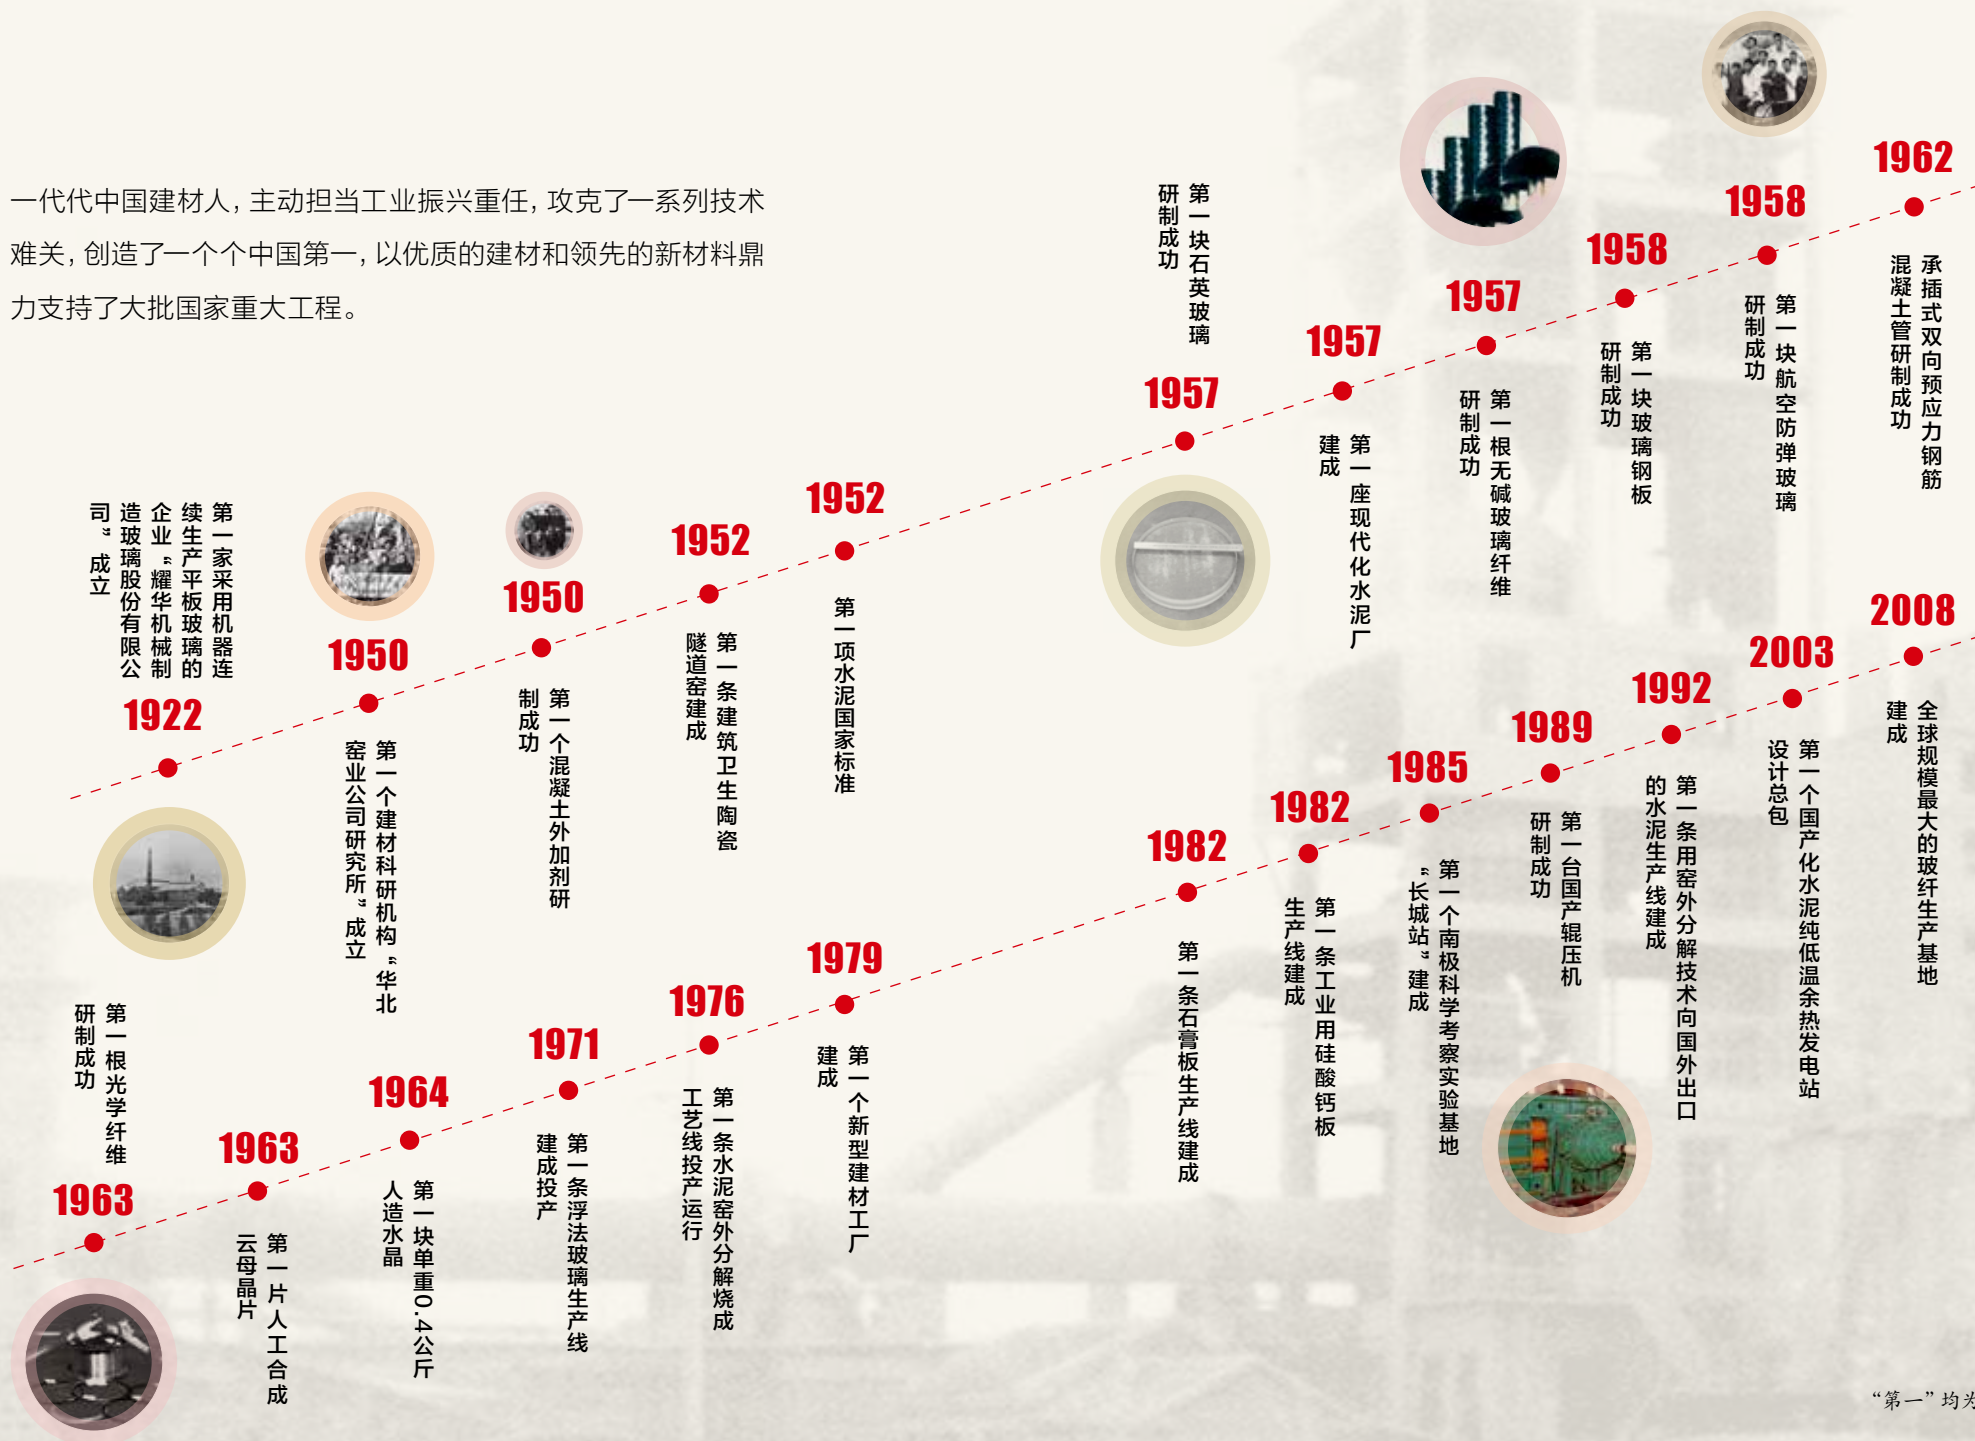 一代代中国建材人,主动担当工业振兴重任,攻克了一系列技术
难关,创造了一个个中国第一,以优质的建材和领先的新材料鼎
力支持了大批国家重大工程。
第一家采用机器连
续生产平板玻璃的
企业“耀华机械制
造玻璃股份有限公
司”成立
1922
1950
第一个建材科研机构“华北
窑业公司研究所”成立
1950
第一个混凝土外加剂研
制成功
1952
第一条建筑卫生陶瓷
隧道窑建成
1952
第一项水泥国家标准
第一块石英玻璃
研制成功
1957
1957
第一座现代化水泥厂
建成
1957
第一根无碱玻璃纤维
研制成功
1958
第一块玻璃钢板
研制成功
1958
第一块航空防弹玻璃
研制成功
1962
承插式双向预应力钢筋
混凝土管研制成功
第一根光学纤维
研制成功
1963
1963
第一片人工合成
云母晶片
1964
第一块单重0.4公斤
人造水晶
1971
第一条浮法玻璃生产线
建成投产
1976
第一条水泥窑外分解烧成
工艺线投产运行
1979
第一个新型建材工厂
建成
1982
第一条石膏板生产线建成
1982
第一条工业用硅酸钙板
生产线建成
1985
第一个南极科学考察实验基地
“长城站”建成
1989
第一台国产辊压机
研制成功
1992
第一条用窑外分解技术向国外出口
的水泥生产线建成
2003
第一个国产化水泥纯低温余热发电站
设计总包
2008
全球规模最大的玻纤生产基地
建成
“第一”均为